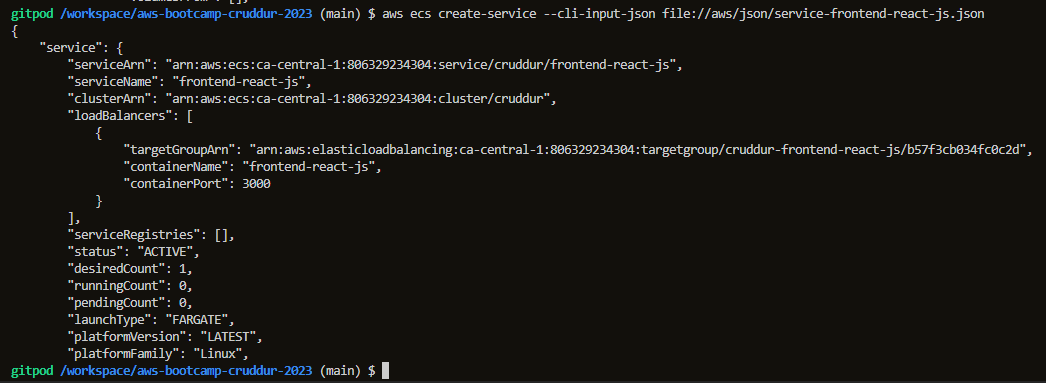 gitpod /workspace/aws-bootcamp-cruddur-2023 (main) $ aws ecs create-service --cli-input-json file://aws/json/service-frontend-react-js.json
{
    "service": {
        "serviceArn": "arn:aws:ecs:ca-central-1:806329234304:service/cruddur/frontend-react-js",
        "serviceName": "frontend-react-js",
        "clusterArn": "arn:aws:ecs:ca-central-1:806329234304:cluster/cruddur",
        "loadBalancers": [
            {
                "targetGroupArn": "arn:aws:elasticloadbalancing:ca-central-1:806329234304:targetgroup/cruddur-frontend-react-js/b57f3cb034fc0c2d",
                "containerName": "frontend-react-js",
                "containerPort": 3000
            }
        ],
        "serviceRegistries": [],
        "status": "ACTIVE",
        "desiredCount": 1,
        "runningCount": 0,
        "pendingCount": 0,
        "launchType": "FARGATE",
        "platformVersion": "LATEST",
        "platformFamily": "Linux",
gitpod /workspace/aws-bootcamp-cruddur-2023 (main) $